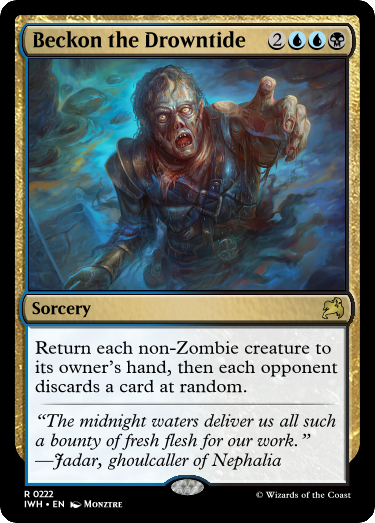 Beckon the Drowntide 2
Sorcery
Return each non-Zombie creature to
its owner's hand, then each opponent
discards a card at random.
“The midnight waters deliver us all such
a bounty of fresh flesh for our work.”
—Jadar, ghoulcaller of Nephalia
R 0222
IWH • EN Monztre
© Wizards of the Coast